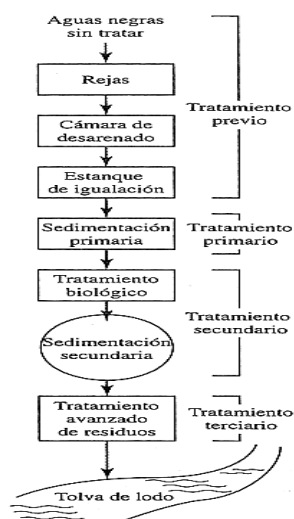 Aguas negras
sin tratar
Rejas
Cámara de
desarenado
Estanque
de igualación
Tratamiento
previo
Sedimentación
primaria
Tratamiento
primario
Tratamiento
biológico
Sedimentación
secundaria
Tratamiento
secundario
Tratamiento
avanzado
de residuos
Tratamiento
terciario
Tolva de lodo